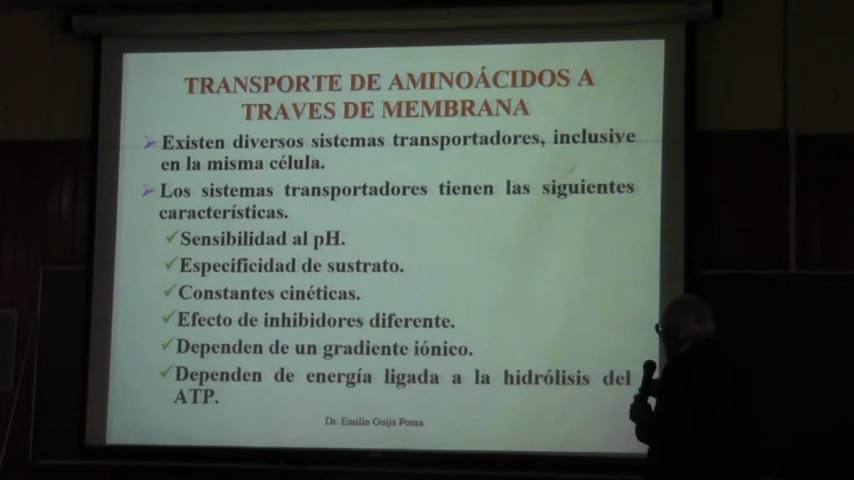 TRANSPORTE DE AMINOÁCIDOS A
TRAVES DE MEMBRANA
Existen diversos sistemas transportadores, inclusive
en la misma célula.
Los sistemas transportadores tienen las siguientes
características.
Sensibilidad al pH.
Especificidad de sustrato.
Constantes cinéticas.
Efecto de inhibidores diferente.
Dependen de un gradiente iónico.
Dependen de energía ligada a la hidrólisis del
ATP.
Dr. Emilio Guija Poma